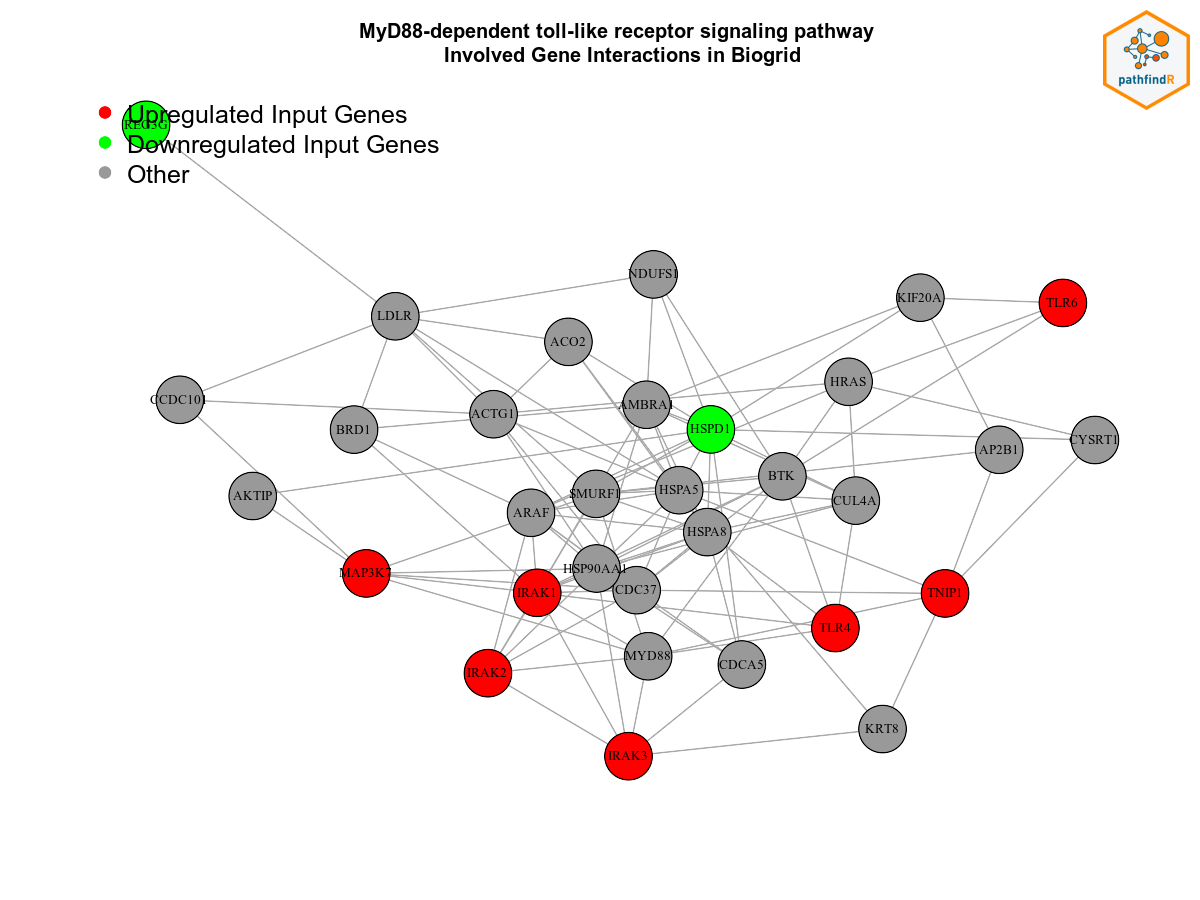 MyD88-dependent toll-like receptor signaling pathway
Involved Gene Interactions in Biogrid
pathfindR
Upregulated Input Genes
REG3G
Downregulated Input Genes
Other
NDUFS1
KIF20A
TLR6
LDLR
ACO2
HRAS
CCDC101
AMBRA1
ACTG1
BRD1
HSPD1
CYSRT1
AP2B1
BTK
AKTIP
SMURF1
HSPA5
CUL4A
ARAF
HSPA8
MAP3K7
HSP90AA1
IRAK1
CDC37
TNIP1
TLR4
MYD88
CDCA5
IRAK2
KRT8
IRAK3